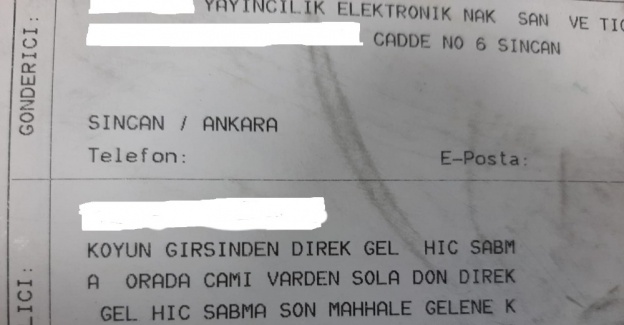 YAYINCILIK ELEKTRONIK NAK SAN VE TIC
CADDE NO 6 SINCAN
GONDERICI:
SINCAN / ANKARA
Telefon: E-Posta:
KOYUN GIRSINDEN DIREK GEL HIC SABM
A ORADA CAMI VARDEN SOLA DON DIREK
GEL HIC SABMA SON MAHHALE GELENE K
LICI: